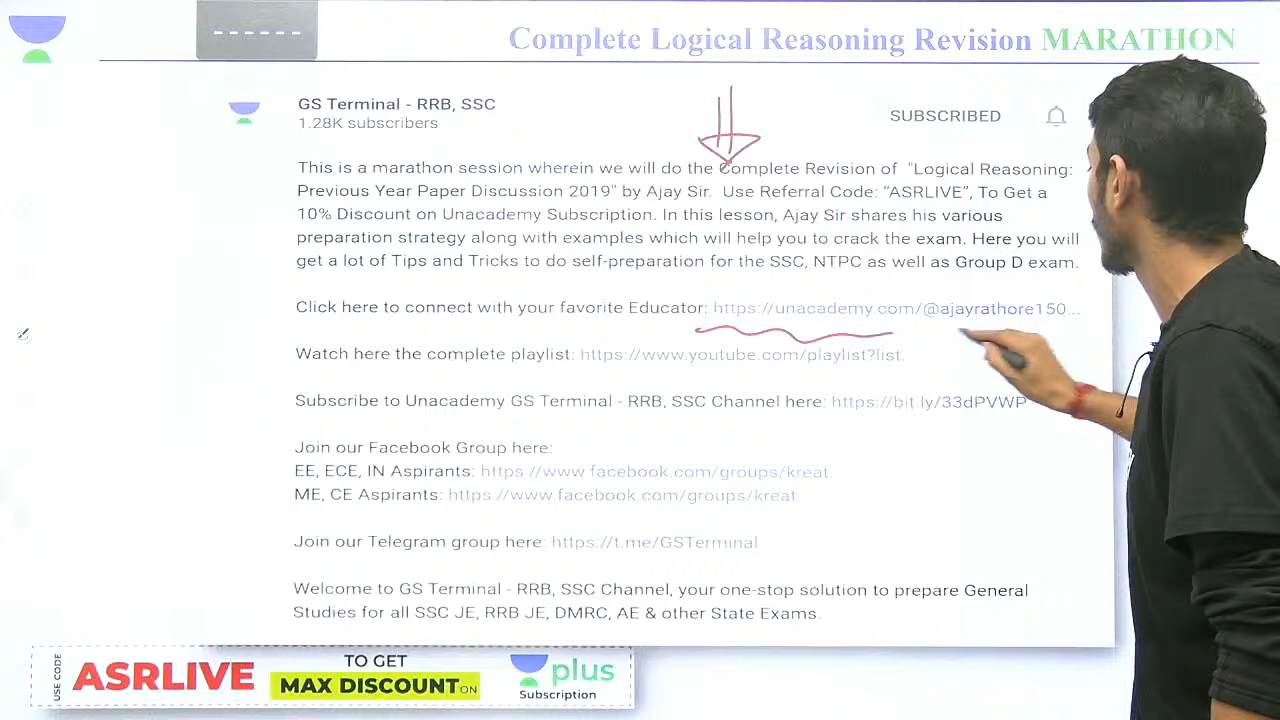 Complete Logical Reasoning Revision MARATHON
GS Terminal - RRB, SSC
1.28K subscribers
SUBSCRIBED
This is a marathon session wherein we will do the Complete Revision of "Logical Reasoning:
Previous Year Paper Discussion 2019" by Ajay Sir. Use Referral Code: “ASRLIVE”, To Get a
10% Discount on Unacademy Subscription. In this lesson, Ajay Sir shares his various
preparation strategy along with examples which will help you to crack the exam. Here you will
get a lot of Tips and Tricks to do self-preparation for the SSC, NTPC as well as Group D exam.
Click here to connect with your favorite Educator: https://unacademy.com/@ajayrathore150...
Watch here the complete playlist: https://www.youtube.com/playlist?list.
Subscribe to Unacademy GS Terminal - RRB, SSC Channel here: https://bit.ly/33dPVWP
Join our Facebook Group here:
EE, ECE, IN Aspirants: https //www facebook.com/groups/kreat.
ME, CE Aspirants: https://www.facebook.com/groups/kreat.
Join our Telegram group here: https://t.me/GSTerminal
Welcome to GS Terminal - RRB, SSC Channel, your one-stop solution to prepare General
Studies for all SSC JE, RRB JE, DMRC, AE & other State Exams.
USE CODE
ASRLIVE
TO GET
MAX DISCOUNT ON
plus
Subscription